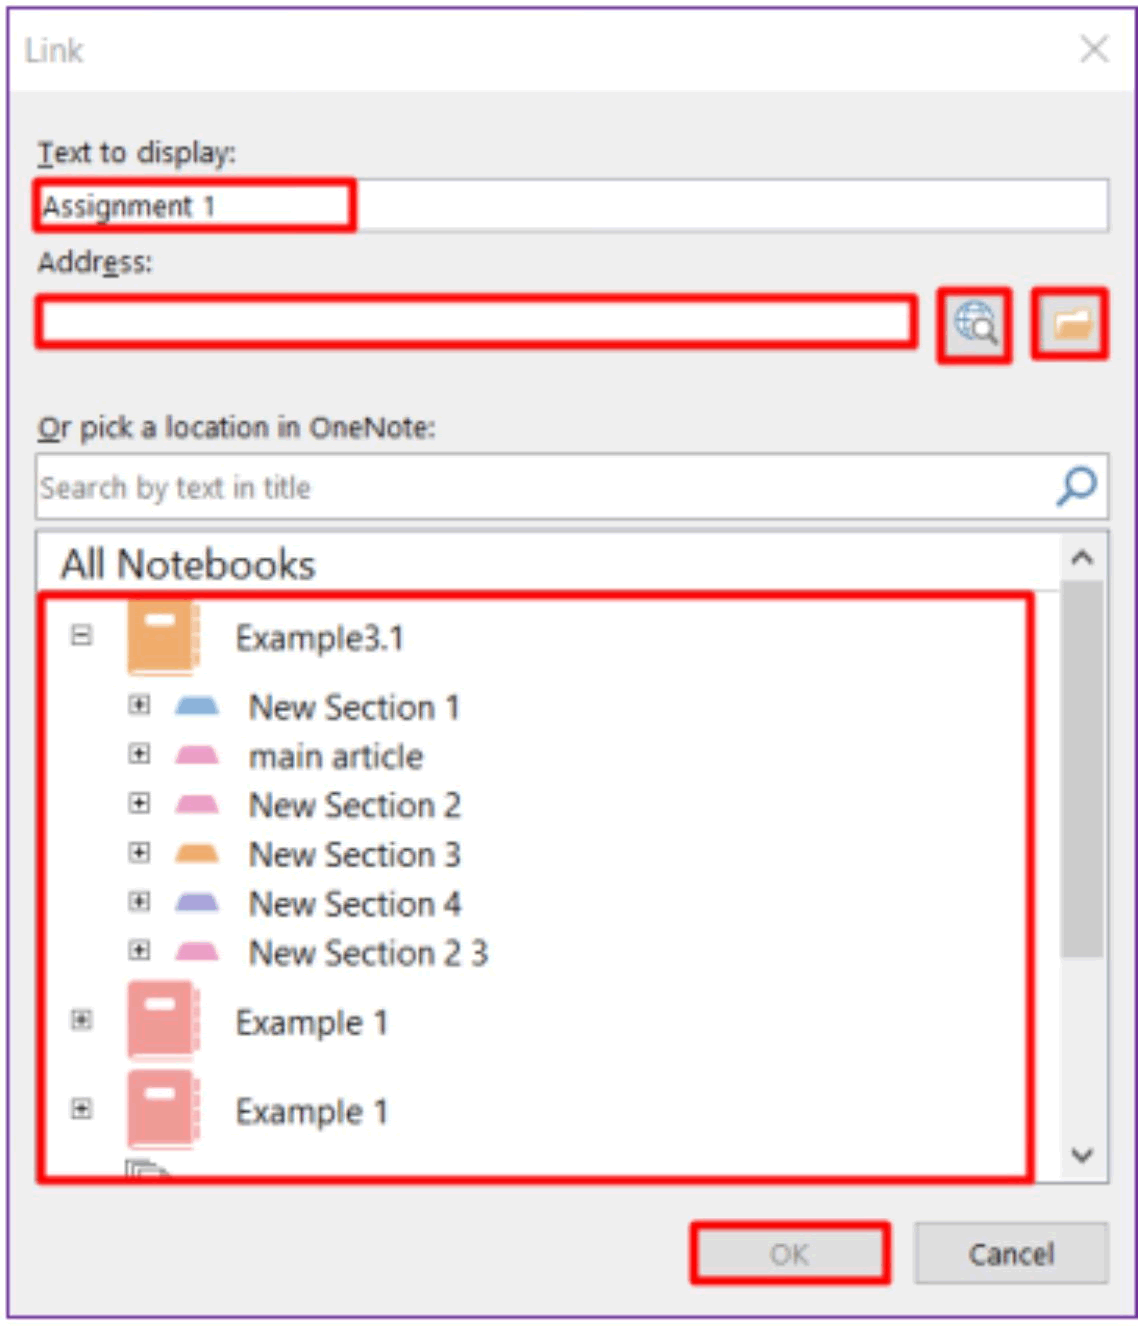 Link
Text to display:
Assignment 1
Address:
Or pick a location in OneNote:
Search by text in title
All Notebooks
Example3.1
New Section 1
main article
New Section 2
New Section 3
New Section 4
New Section 2 3
Example 1
Example 1
OK
Cancel